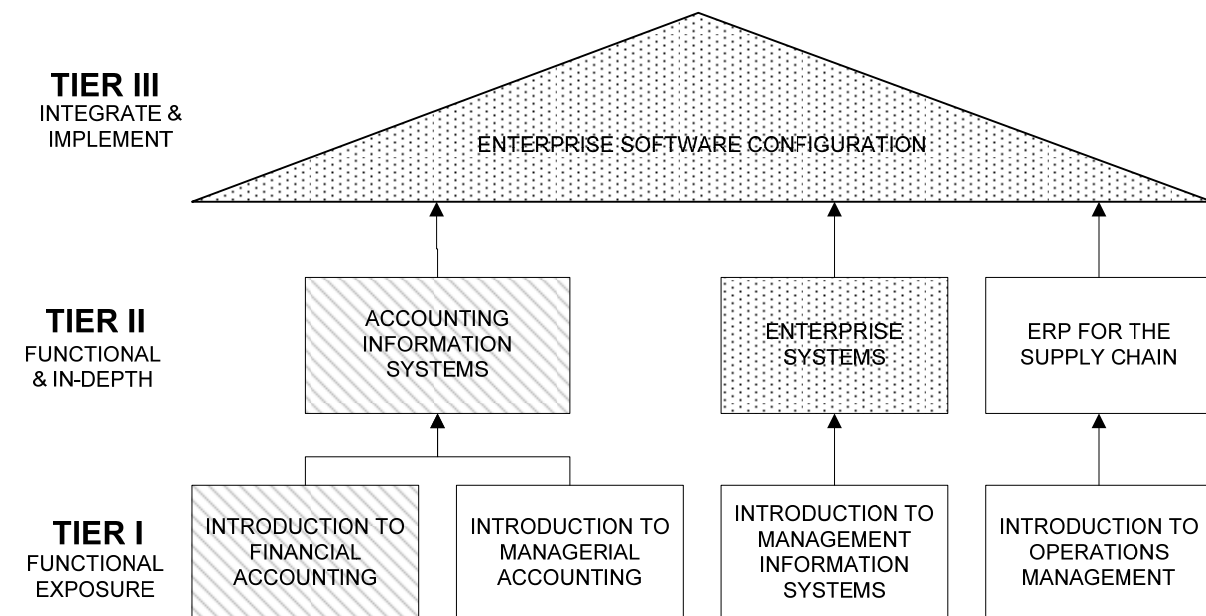 TIER III
INTEGRATE &
IMPLEMENT
ENTERPRISE SOFTWARE CONFIGURATION
TIER II
FUNCTIONAL
& IN-DEPTH
ACCOUNTING
INFORMATION
SYSTEMS
ENTERPRISE
SYSTEMS
ERP FOR THE
SUPPLY CHAIN
TIER I
FUNCTIONAL
EXPOSURE
INTRODUCTION TO
FINANCIAL
ACCOUNTING
INTRODUCTION TO
MANAGERIAL
ACCOUNTING
INTRODUCTION TO
MANAGEMENT
INFORMATION
SYSTEMS
INTRODUCTION TO
OPERATIONS
MANAGEMENT